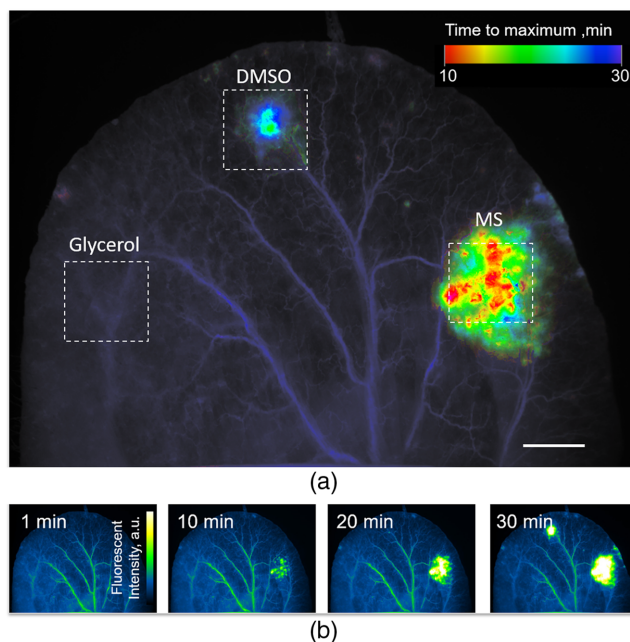 Time to maximum ,min
10 30
DMSO
MS
Glycerol
(a)
1 min
Fluorescent
Intensity, a.u.
10 min
20 min
30 min
(b)